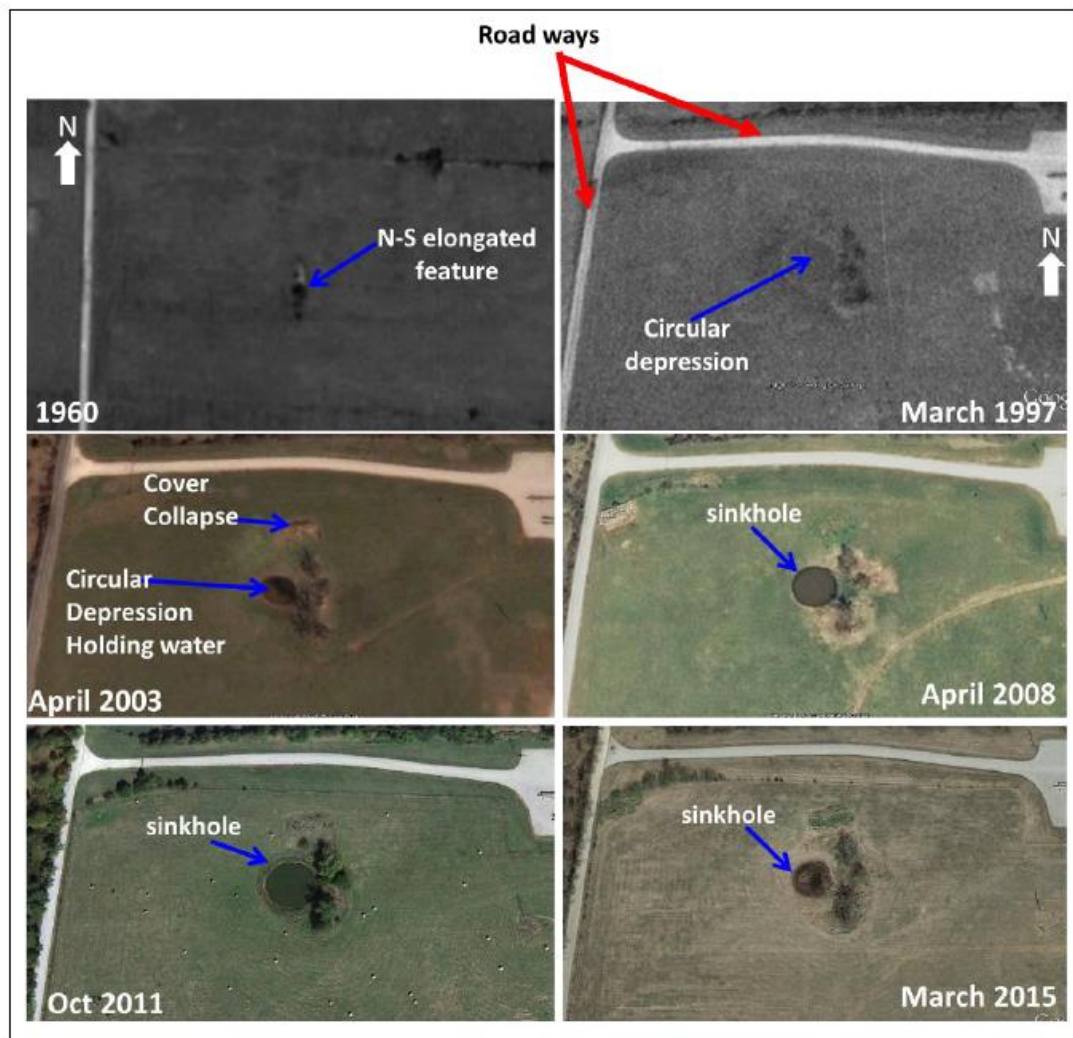 Road ways
N
N-S elongated
feature
1960
N
Circular
depression
March 1997
Cover
Collapse
Circular
Depression
Holding water
April 2003
sinkhole
April 2008
sinkhole
Oct 2011
sinkhole
March 2015